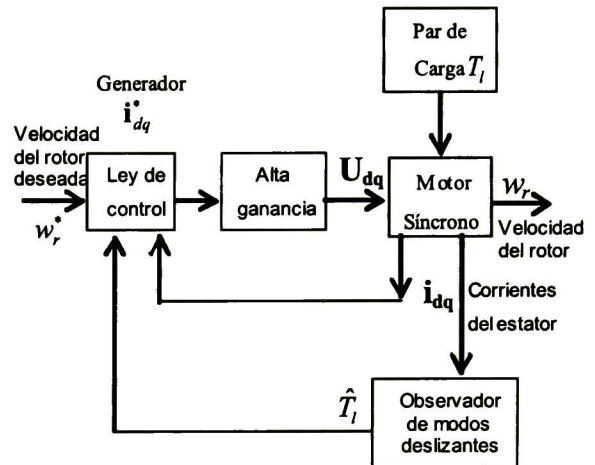 Par de
Carga T_l
Generador
i*_dq
Velocidad
del rotor
deseada
w*_r
Ley de
control
Alta
ganancia
U_dq
Motor
Síncrono
w_r
Velocidad
del rotor
i_dq
Corrientes
del estator
T̂_l
Observador
de modos
deslizantes